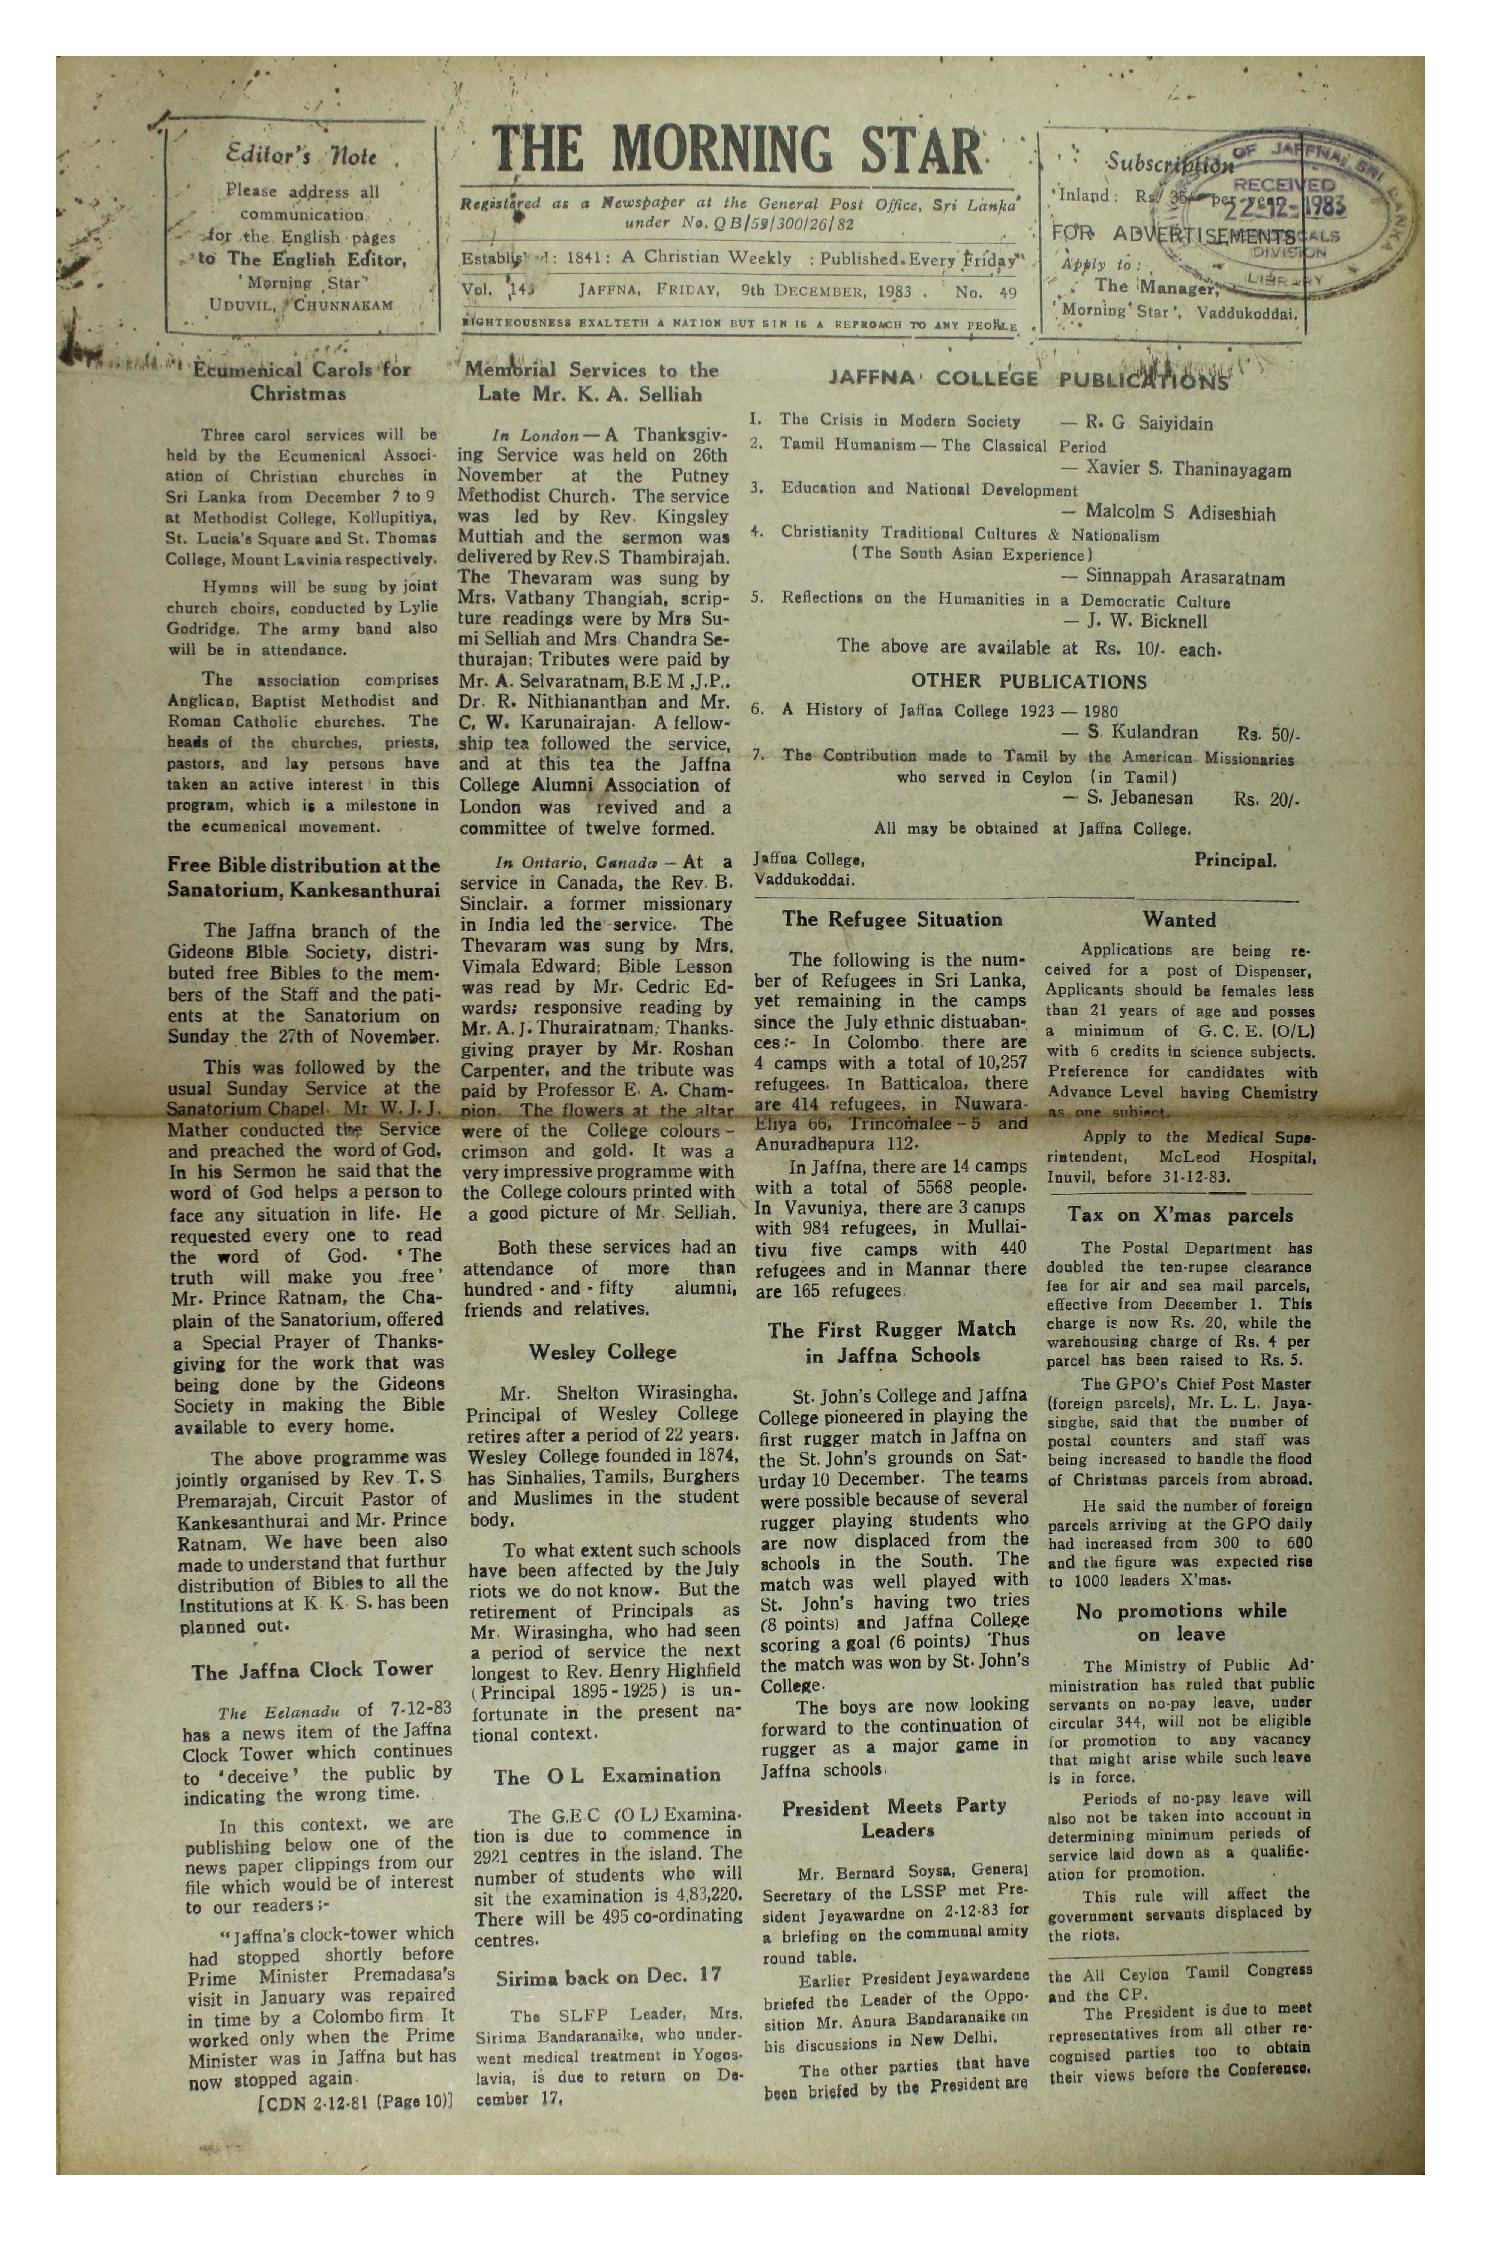 Editor's Note
Please address all
communication
for the English pages
to The English Editor,
'Morning Star'
UDUVIL, CHUNNAKAM
THE MORNING STAR
Registered as a Newspaper at the General Post Office, Sri Lanka
under No. QB/59/300/26/82
Establis d: 1841: A Christian Weekly : Published Every Friday
Vol. 143 JAFFNA, FRIDAY, 9th DECEMBER, 1983. No. 49
RIGHTEOUSNESS EXALTETH A NATION BUT SIN IS A REPROACH TO ANY PEOPLE
Subscription
Inland: Rs/ 35/- per
FOR ADVERTISEMENTS
Apply to:
The Manager,
'Morning Star', Vaddukoddai.
OF JAFFNA, SRI LANKA
RECEIVED
22-12-1983
DIVISION
LIBRARY
Ecumenical Carols for
Christmas
Three carol services will be
held by the Ecumenical Associ-
ation of Christian churches in
Sri Lanka from December 7 to 9
at Methodist College, Kollupitiya,
St. Lucia's Square and St. Thomas
College, Mount Lavinia respectively.
Hymns will be sung by joint
church choirs, conducted by Lylie
Godridge. The army band also
will be in attendance.
The association comprises
Anglican, Baptist Methodist and
Roman Catholic churches. The
heads of the churches, priests,
pastors, and lay persons have
taken an active interest in this
program, which is a milestone in
the ecumenical movement.
Free Bible distribution at the
Sanatorium, Kankesanthurai
The Jaffna branch of the
Gideons Bible Society, distri-
buted free Bibles to the mem-
bers of the Staff and the pati-
ents at the Sanatorium on
Sunday the 27th of November.
This was followed by the
usual Sunday Service at the
Sanatorium Chapel. Mr W. J. J.
Mather conducted the Service
and preached the word of God.
In his Sermon he said that the
word of God helps a person to
face any situation in life. He
requested every one to read
the word of God. 'The
truth will make you free'
Mr. Prince Ratnam, the Cha-
plain of the Sanatorium, offered
a Special Prayer of Thanks-
giving for the work that was
being done by the Gideons
Society in making the Bible
available to every home.
The above programme was
jointly organised by Rev. T. S
Premarajah, Circuit Pastor of
Kankesanthurai and Mr. Prince
Ratnam. We have been also
made to understand that furthur
distribution of Bibles to all the
Institutions at K. K. S. has been
planned out.
The Jaffna Clock Tower
The Eelanadu of 7-12-83
has a news item of the Jaffna
Clock Tower which continues
to 'deceive' the public by
indicating the wrong time.
In this context, we are
publishing below one of the
news paper clippings from our
file which would be of interest
to our readers;-
"Jaffna's clock-tower which
had stopped shortly before
Prime Minister Premadasa's
visit in January was repaired
in time by a Colombo firm It
worked only when the Prime
Minister was in Jaffna but has
now stopped again.
[CDN 2-12-81 (Page 10)]
Memorial Services to the
Late Mr. K. A. Selliah
In London — A Thanksgiv-
ing Service was held on 26th
November at the Putney
Methodist Church. The service
was led by Rev. Kingsley
Muttiah and the sermon was
delivered by Rev.S Thambirajah.
The Thevaram was sung by
Mrs. Vathany Thangiah, scrip-
ture readings were by Mrs Su-
mi Selliah and Mrs Chandra Se-
thurajan; Tributes were paid by
Mr. A. Selvaratnam, B.E M ,J.P..
Dr. R. Nithiananthan and Mr.
C, W. Karunairajan. A fellow-
ship tea followed the service,
and at this tea the Jaffna
College Alumni Association of
London was revived and a
committee of twelve formed.
In Ontario, Canada — At a
service in Canada, the Rev. B.
Sinclair. a former missionary
in India led the service. The
Thevaram was sung by Mrs.
Vimala Edward; Bible Lesson
was read by Mr. Cedric Ed-
wards; responsive reading by
Mr. A. J. Thurairatnam; Thanks-
giving prayer by Mr. Roshan
Carpenter, and the tribute was
paid by Professor E. A. Cham-
pion. The flowers at the altar
were of the College colours –
crimson and gold. It was a
very impressive programme with
the College colours printed with
a good picture of Mr. Selliah.
Both these services had an
attendance of more than
hundred - and - fifty alumni,
friends and relatives.
Wesley College
Mr. Shelton Wirasingha.
Principal of Wesley College
retires after a period of 22 years.
Wesley College founded in 1874,
has Sinhalies, Tamils, Burghers
and Muslimes in the student
body.
To what extent such schools
have been affected by the July
riots we do not know. But the
retirement of Principals as
Mr. Wirasingha, who had seen
a period of service the next
longest to Rev. Henry Highfield
(Principal 1895-1925) is un-
fortunate in the present na-
tional context.
The O L Examination
The G.E C (O L) Examina-
tion is due to commence in
2921 centres in the island. The
number of students who will
sit the examination is 4,83,220.
There will be 495 co-ordinating
centres.
Sirima back on Dec. 17
The SLFP Leader, Mrs.
Sirima Bandaranaike, who under-
went medical treatment in Yogos-
lavia, is due to return on De-
cember 17.
JAFFNA COLLEGE PUBLICATIONS
1. The Crisis in Modern Society — R. G Saiyidain
2. Tamil Humanism — The Classical Period
— Xavier S. Thaninayagam
3. Education and National Development
— Malcolm S Adiseshiah
4. Christianity Traditional Cultures & Nationalism
(The South Asian Experience)
— Sinnappah Arasaratnam
5. Reflections on the Humanities in a Democratic Culture
— J. W. Bicknell
The above are available at Rs. 10/- each.
OTHER PUBLICATIONS
6. A History of Jaffna College 1923 — 1980
— S. Kulandran Rs. 50/-
7. The Contribution made to Tamil by the American Missionaries
who served in Ceylon (in Tamil)
— S. Jebanesan Rs. 20/-
All may be obtained at Jaffna College.
Jaffna College, Principal.
Vaddukoddai.
The Refugee Situation
The following is the num-
ber of Refugees in Sri Lanka,
yet remaining in the camps
since the July ethnic distuaban-
ces:- In Colombo there are
4 camps with a total of 10,257
refugees. In Batticaloa, there
are 414 refugees, in Nuwara-
Eliya 66, Trincomalee – 5 and
Anuradhapura 112.
In Jaffna, there are 14 camps
with a total of 5568 people.
In Vavuniya, there are 3 camps
with 984 refugees, in Mullai-
tivu five camps with 440
refugees and in Mannar there
are 165 refugees.
The First Rugger Match
in Jaffna Schools
St. John's College and Jaffna
College pioneered in playing the
first rugger match in Jaffna on
the St. John's grounds on Sat-
urday 10 December. The teams
were possible because of several
rugger playing students who
are now displaced from the
schools in the South. The
match was well played with
St. John's having two tries
(8 points) and Jaffna College
scoring a goal (6 points) Thus
the match was won by St. John's
College.
The boys are now looking
forward to the continuation of
rugger as a major game in
Jaffna schools.
President Meets Party
Leaders
Mr. Bernard Soysa, General
Secretary of the LSSP met Pre-
sident Jeyawardne on 2-12-83 for
a briefing on the communal amity
round table.
Earlier President Jeyawardene
briefed the Leader of the Oppo-
sition Mr. Anura Bandaranaike on
his discussions in New Delhi.
The other parties that have
been briefed by the President are
Wanted
Applications are being re-
ceived for a post of Dispenser,
Applicants should be females less
than 21 years of age and posses
a minimum of G. C. E. (O/L)
with 6 credits in science subjects.
Preference for candidates with
Advance Level having Chemistry
as one subject.
Apply to the Medical Supe-
rintendent, McLeod Hospital,
Inuvil, before 31-12-83.
Tax on X'mas parcels
The Postal Department has
doubled the ten-rupee clearance
fee for air and sea mail parcels,
effective from December 1. This
charge is now Rs. 20, while the
warehousing charge of Rs. 4 per
parcel has been raised to Rs. 5.
The GPO's Chief Post Master
(foreign parcels), Mr. L. L. Jaya-
singhe, said that the number of
postal counters and staff was
being increased to handle the flood
of Christmas parcels from abroad.
He said the number of foreign
parcels arriving at the GPO daily
had increased from 300 to 600
and the figure was expected rise
to 1000 leaders X'mas.
No promotions while
on leave
The Ministry of Public Ad-
ministration has ruled that public
servants on no-pay leave, under
circular 344, will not be eligible
for promotion to any vacancy
that might arise while such leave
is in force.
Periods of no-pay leave will
also not be taken into account in
determining minimum periods of
service laid down as a qualific-
ation for promotion.
This rule will affect the
government servants displaced by
the riots.
the All Ceylon Tamil Congress
and the CP.
The President is due to meet
representatives from all other re-
cognised parties too to obtain
their views before the Conference.